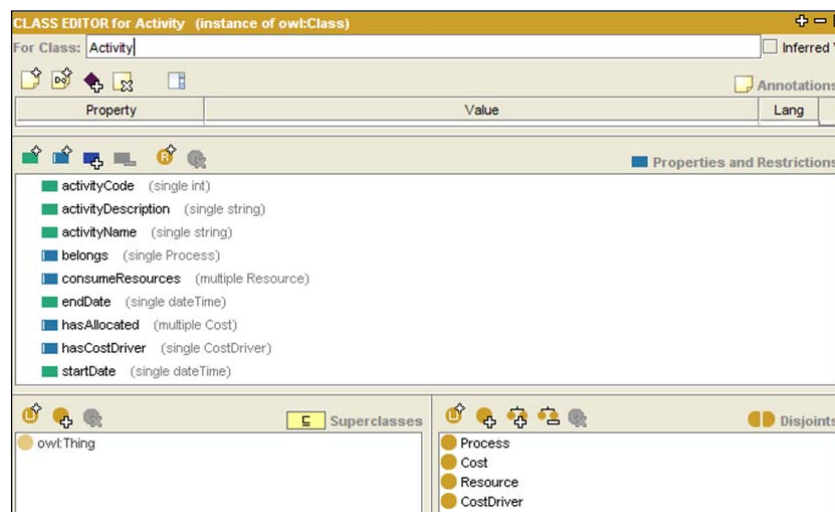 CLASS EDITOR for Activity (instance of owl:Class)
For Class: Activity Inferred
Annotations
Property Value Lang
Properties and Restrictions
activityCode (single int)
activityDescription (single string)
activityName (single string)
belongs (single Process)
consumeResources (multiple Resource)
endDate (single dateTime)
hasAllocated (multiple Cost)
hasCostDriver (single CostDriver)
startDate (single dateTime)
Superclasses
owl:Thing
Disjoints
Process
Cost
Resource
CostDriver